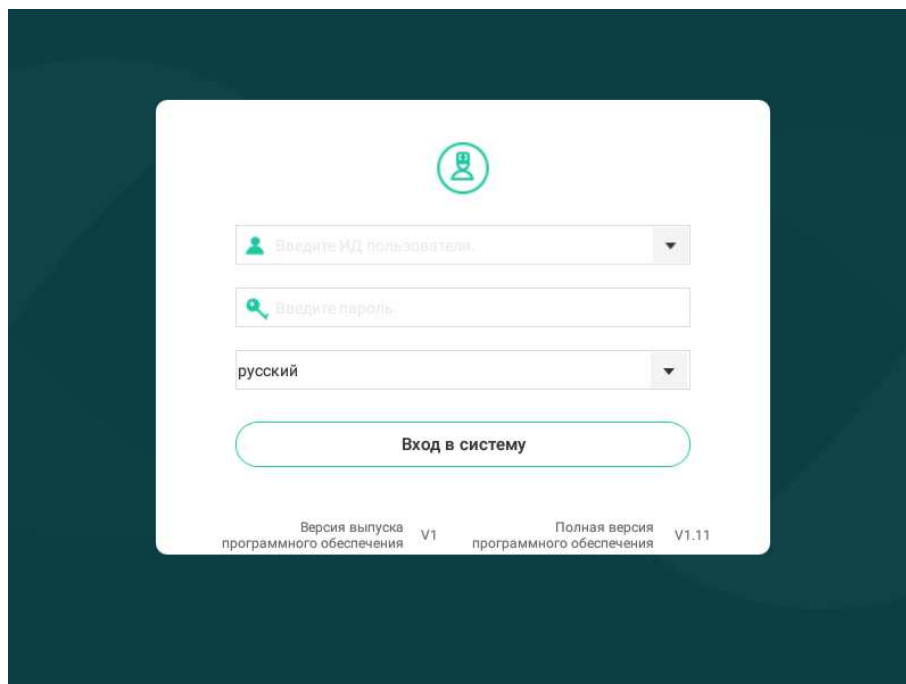 Введите ИД пользователя.
Введите пароль.
русский
Вход в систему
Версия выпуска
программного обеспечения
V1
Полная версия
программного обеспечения
V1.11